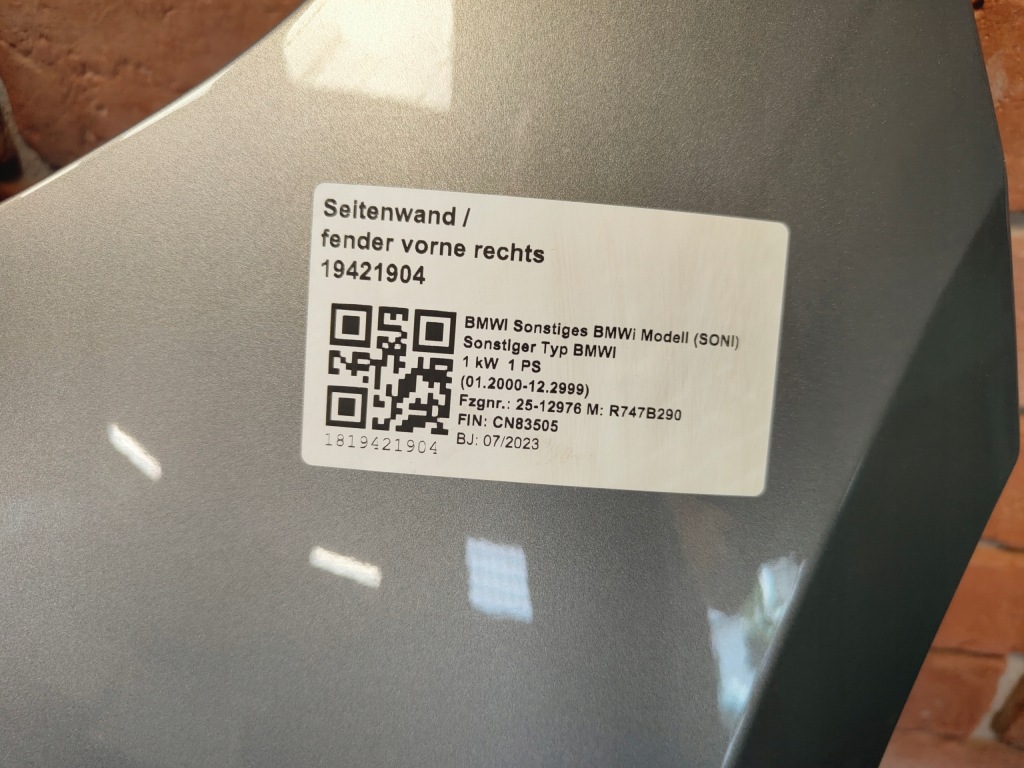 Seitenwand /
fender vorne rechts
19421904
BMWI Sonstiges BMWi Modell (SONI)
Sonstiger Typ BMWI
1 kW 1 PS
(01.2000-12.2999)
Fzgnr.: 25-12976 M: R747B290
FIN: CN83505
BJ: 07/2023
1819421904